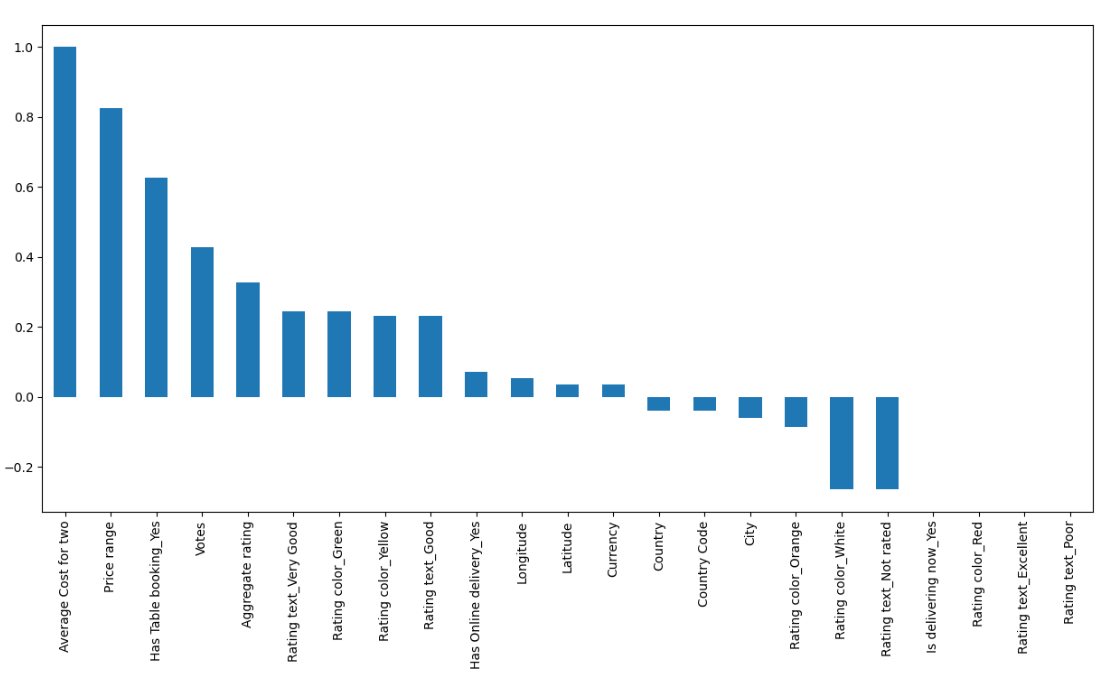 1.0
0.8
0.6
0.4
0.2
0.0
−0.2
Average Cost for two
Price range
Has Table booking_Yes
Votes
Aggregate rating
Rating text_Very Good
Rating color_Green
Rating color_Yellow
Rating text_Good
Has Online delivery_Yes
Longitude
Latitude
Currency
Country
Country Code
City
Rating color_Orange
Rating color_White
Rating text_Not rated
Is delivering now_Yes
Rating color_Red
Rating text_Excellent
Rating text_Poor